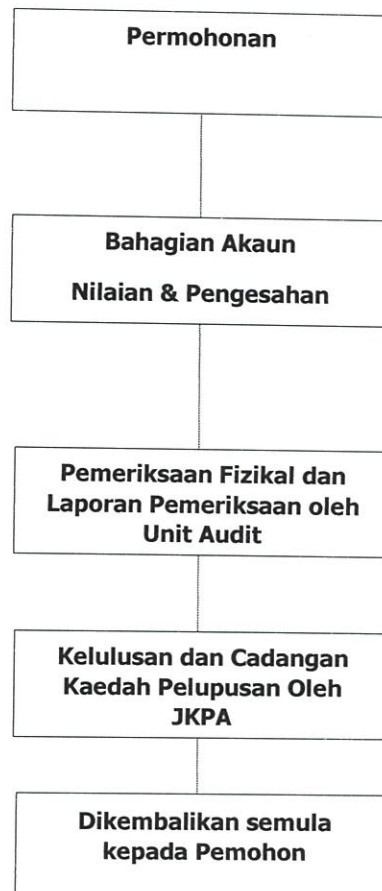 Permohonan
Bahagian Akaun
Nilaian & Pengesahan
Pemeriksaan Fizikal dan
Laporan Pemeriksaan oleh
Unit Audit
Kelulusan dan Cadangan
Kaedah Pelupusan Oleh
JKPA
Dikembalikan semula
kepada Pemohon